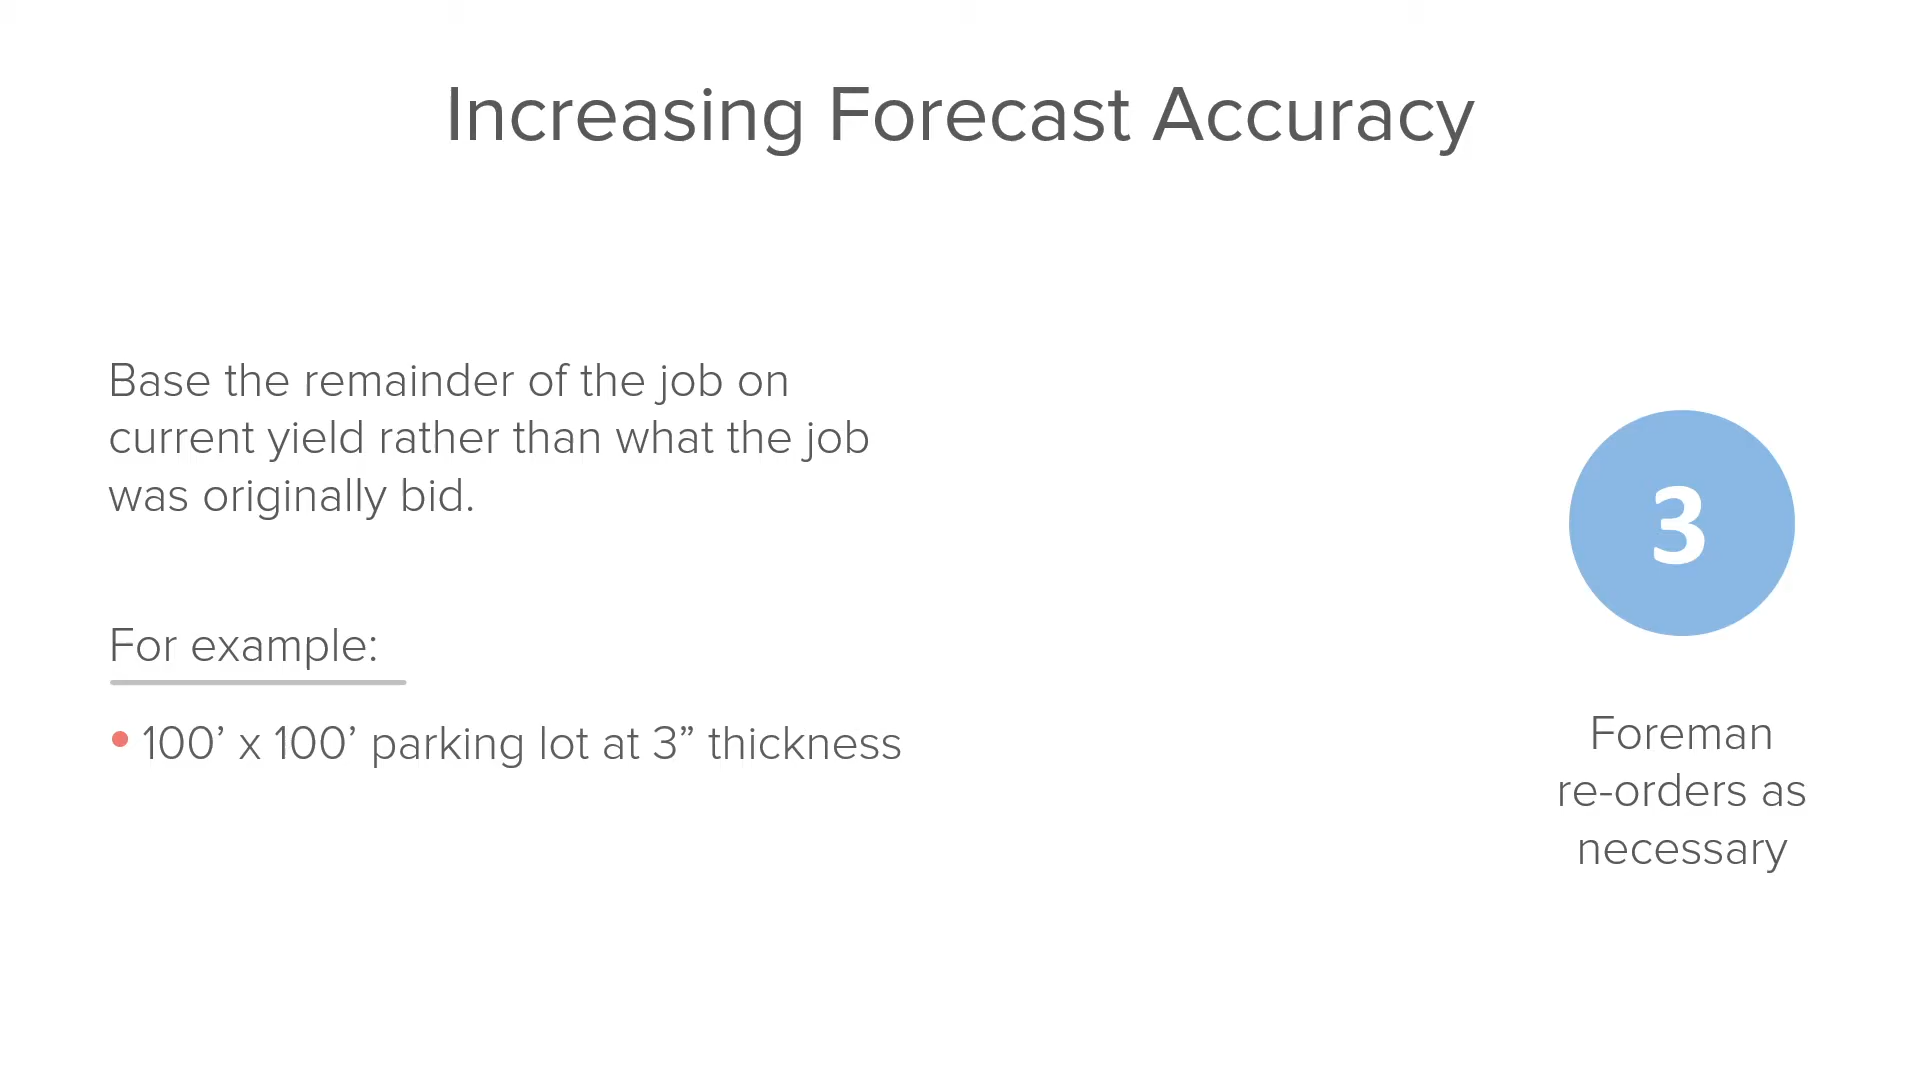 Increasing Forecast Accuracy
Base the remainder of the job on
current yield rather than what the job
was originally bid.
For example:
• 100’ x 100’ parking lot at 3” thickness
3
Foreman
re-orders as
necessary